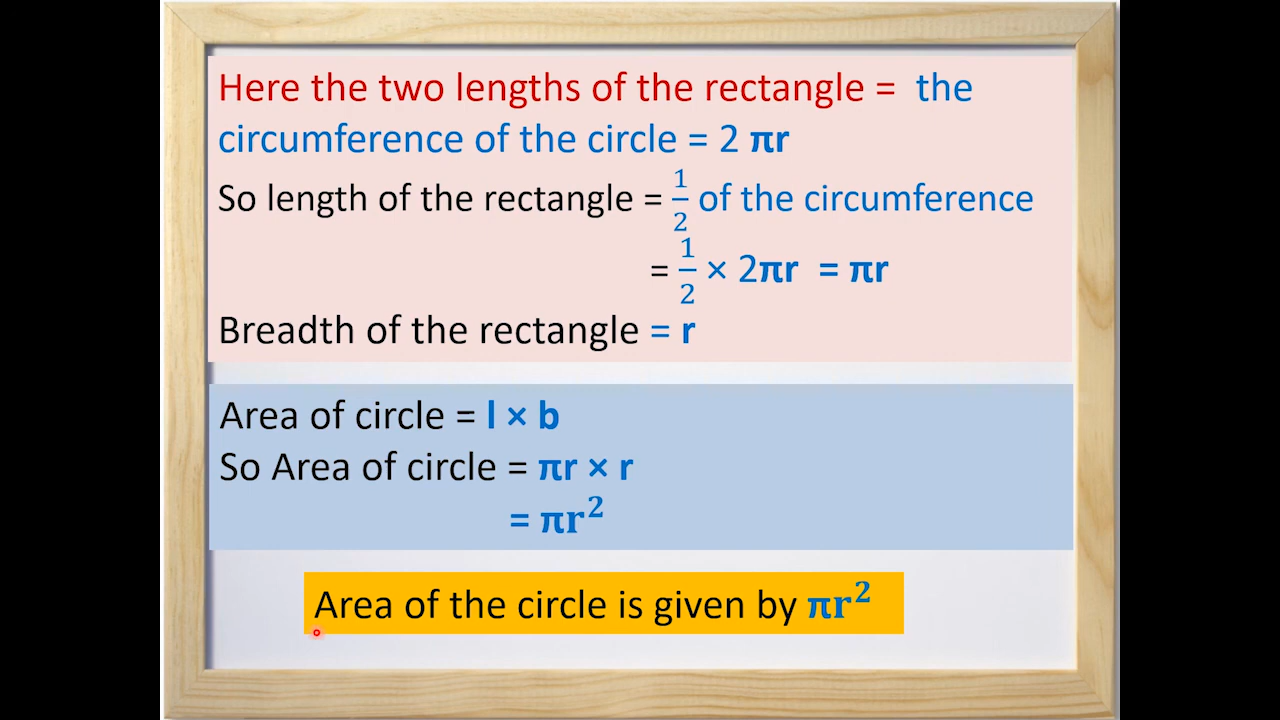 Here the two lengths of the rectangle = the
circumference of the circle = 2 πr
So length of the rectangle = 1/2 of the circumference
= 1/2 × 2πr = πr
Breadth of the rectangle = r
Area of circle = l × b
So Area of circle = πr × r
= πr²
Area of the circle is given by πr²